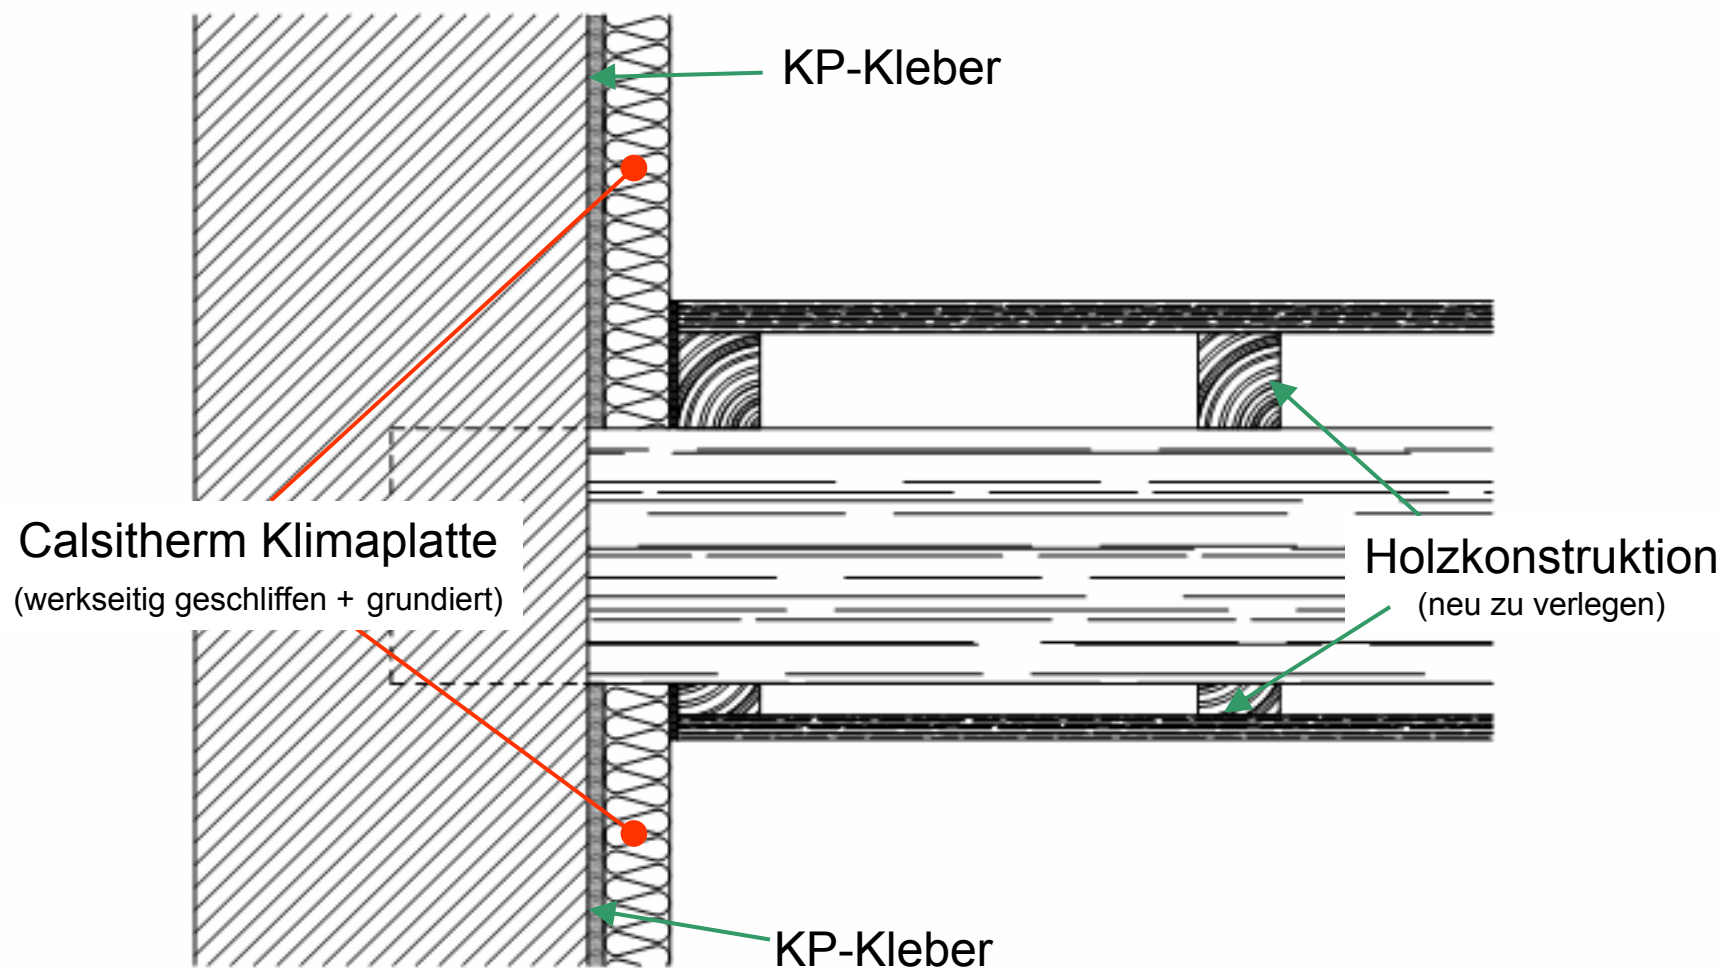 KP-Kleber
Calsitherm Klimaplatte
(werkseitig geschliffen + grundiert)
Holzkonstruktion
(neu zu verlegen)
KP-Kleber